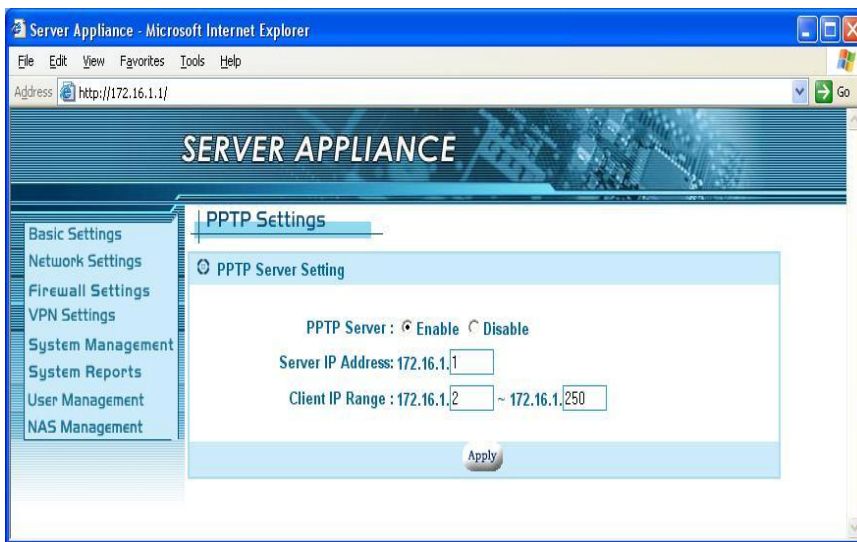 Server Appliance - Microsoft Internet Explorer
File Edit View Favorites Tools Help
Address http://172.16.1.1/ Go
SERVER APPLIANCE
PPTP Settings
Basic Settings
Network Settings
Firewall Settings
VPN Settings
System Management
System Reports
User Management
NAS Management
PPTP Server Setting
PPTP Server : Enable Disable
Server IP Address: 172.16.1.1
Client IP Range : 172.16.1.2 ~ 172.16.1.250
Apply